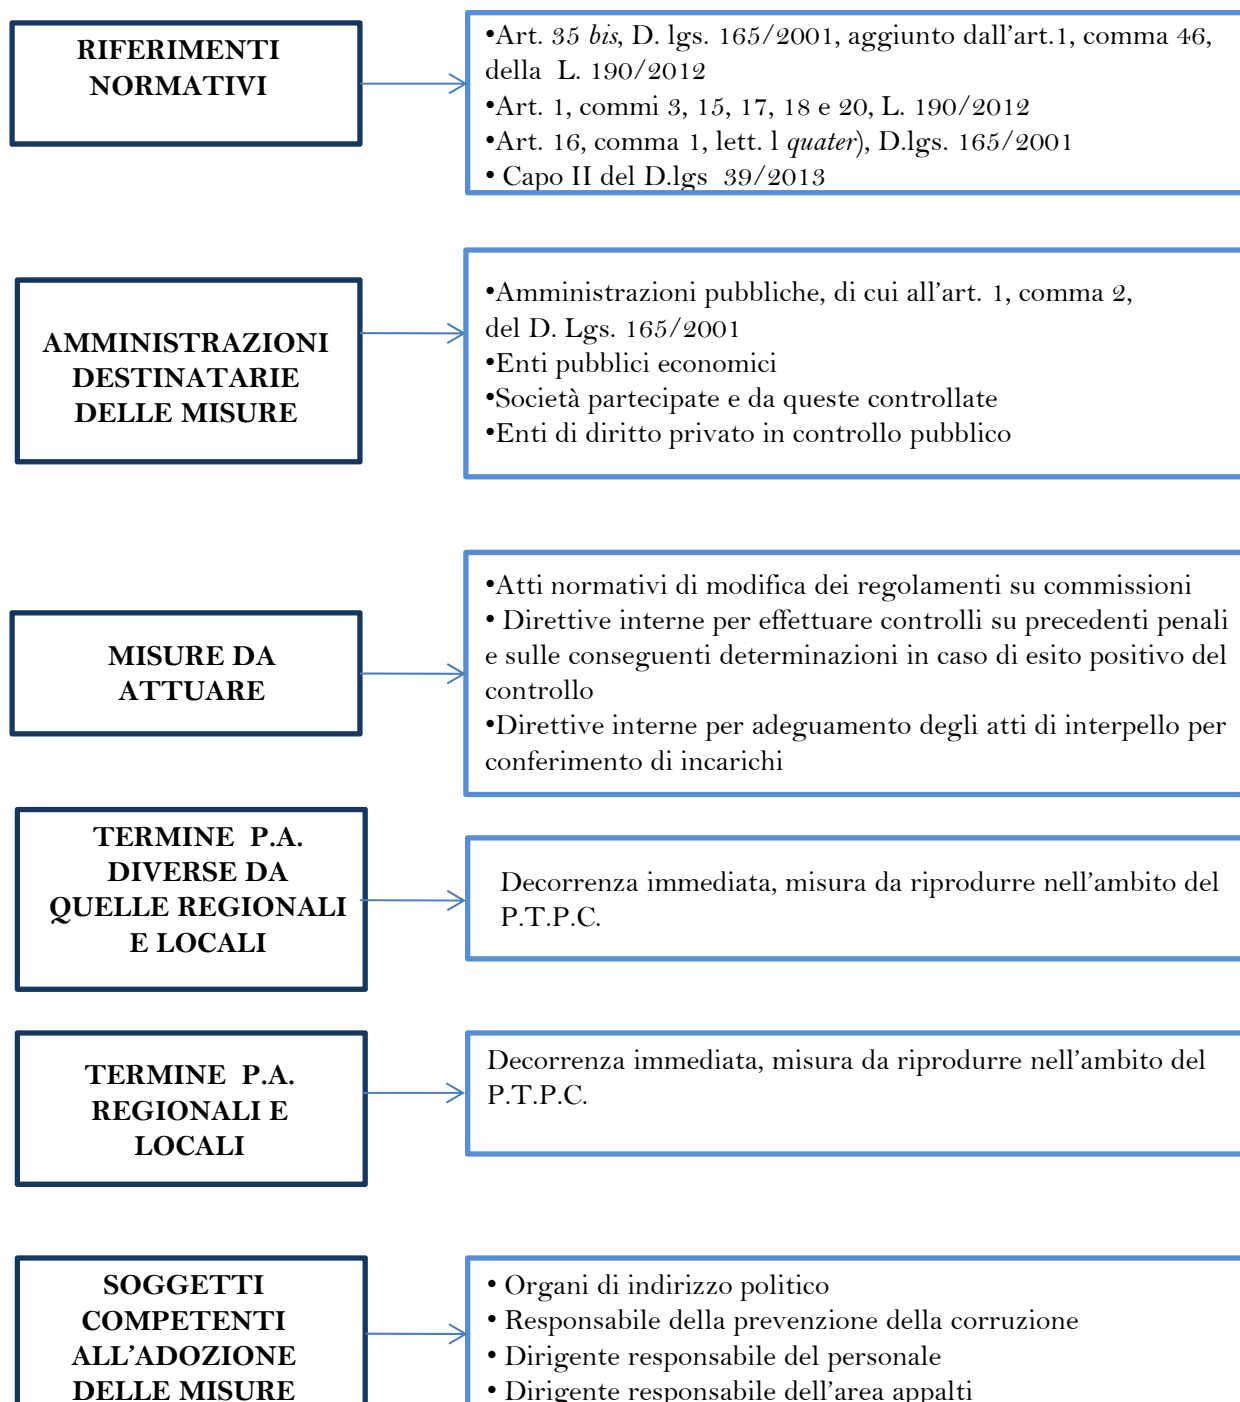 RIFERIMENTI
NORMATIVI
•Art. 35 bis, D. lgs. 165/2001, aggiunto dall’art.1, comma 46,
della  L. 190/2012
•Art. 1, commi 3, 15, 17, 18 e 20, L. 190/2012
•Art. 16, comma 1, lett. l quater), D.lgs. 165/2001
• Capo II del D.lgs  39/2013
AMMINISTRAZIONI
DESTINATARIE
DELLE MISURE
•Amministrazioni pubbliche, di cui all’art. 1, comma 2,
del D. Lgs. 165/2001
•Enti pubblici economici
•Società partecipate e da queste controllate
•Enti di diritto privato in controllo pubblico
MISURE DA
ATTUARE
•Atti normativi di modifica dei regolamenti su commissioni
• Direttive interne per effettuare controlli su precedenti penali
e sulle conseguenti determinazioni in caso di esito positivo del
controllo
•Direttive interne per adeguamento degli atti di interpello per
conferimento di incarichi
TERMINE  P.A.
DIVERSE DA
QUELLE REGIONALI
E LOCALI
Decorrenza immediata, misura da riprodurre nell’ambito del
P.T.P.C.
TERMINE  P.A.
REGIONALI E
LOCALI
Decorrenza immediata, misura da riprodurre nell’ambito del
P.T.P.C.
SOGGETTI
COMPETENTI
ALL’ADOZIONE
DELLE MISURE
• Organi di indirizzo politico
• Responsabile della prevenzione della corruzione
• Dirigente responsabile del personale
• Dirigente responsabile dell’area appalti